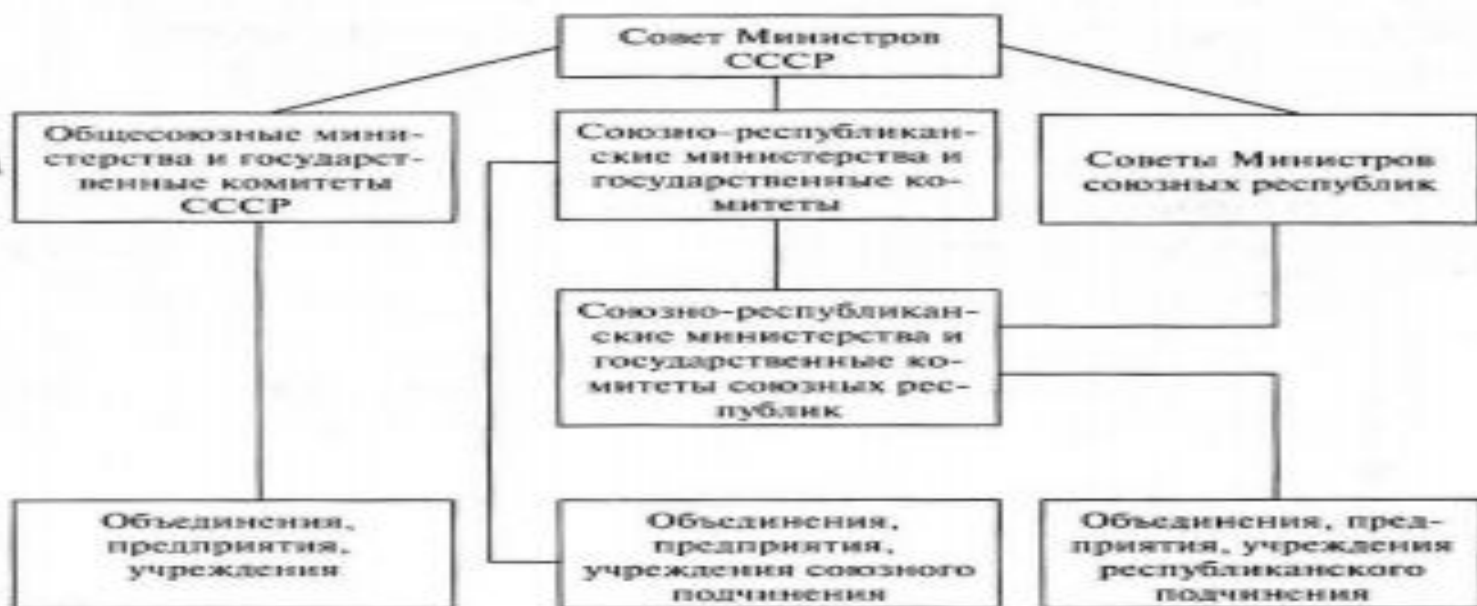 Совет Министров
СССР
Общесоюзные мини-
стерства и государст-
венные комитеты
СССР
Союзно-республикан-
ские министерства и
государственные ко-
митеты
Советы Министров
союзных республик
Союзно-республикан-
ские министерства и
государственные ко-
митеты союзных рес-
публик
Объединения,
предприятия,
учреждения
Объединения,
предприятия,
учреждения союзного
подчинения
Объединения, пред-
приятия, учреждения
республиканского
подчинения